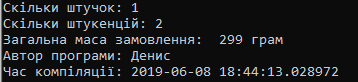 Скільки штучок: 1
Скільки штукенцій: 2
Загальна маса замовлення:  299 грам
Автор програми: Денис
Час компіляції: 2019-06-08 18:44:13.028972